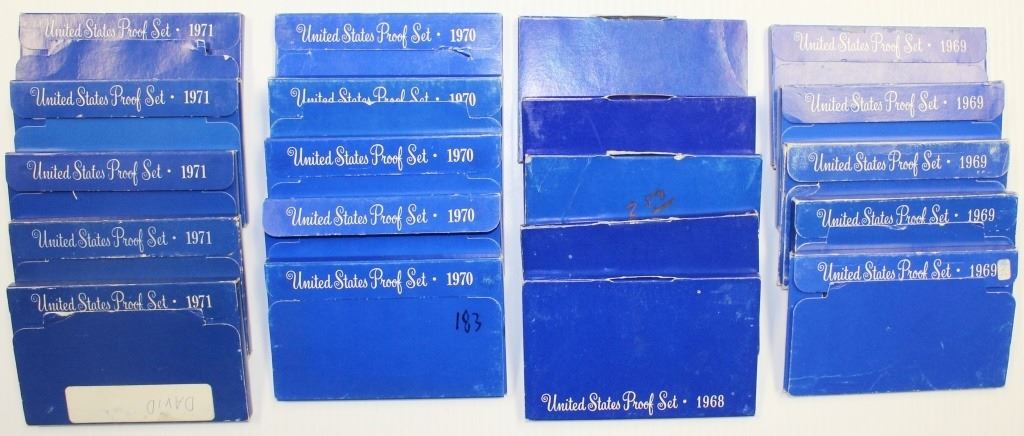 United States Proof Set · 1971
United States Proof Set · 1971
United States Proof Set · 1971
United States Proof Set · 1971
United States Proof Set · 1971
DAVID
United States Proof Set · 1970
United States Proof Set · 1970
United States Proof Set · 1970
United States Proof Set · 1970
United States Proof Set · 1970
183
United States Proof Set · 1968
United States Proof Set · 1969
United States Proof Set · 1969
United States Proof Set · 1969
United States Proof Set · 1969
United States Proof Set · 1969